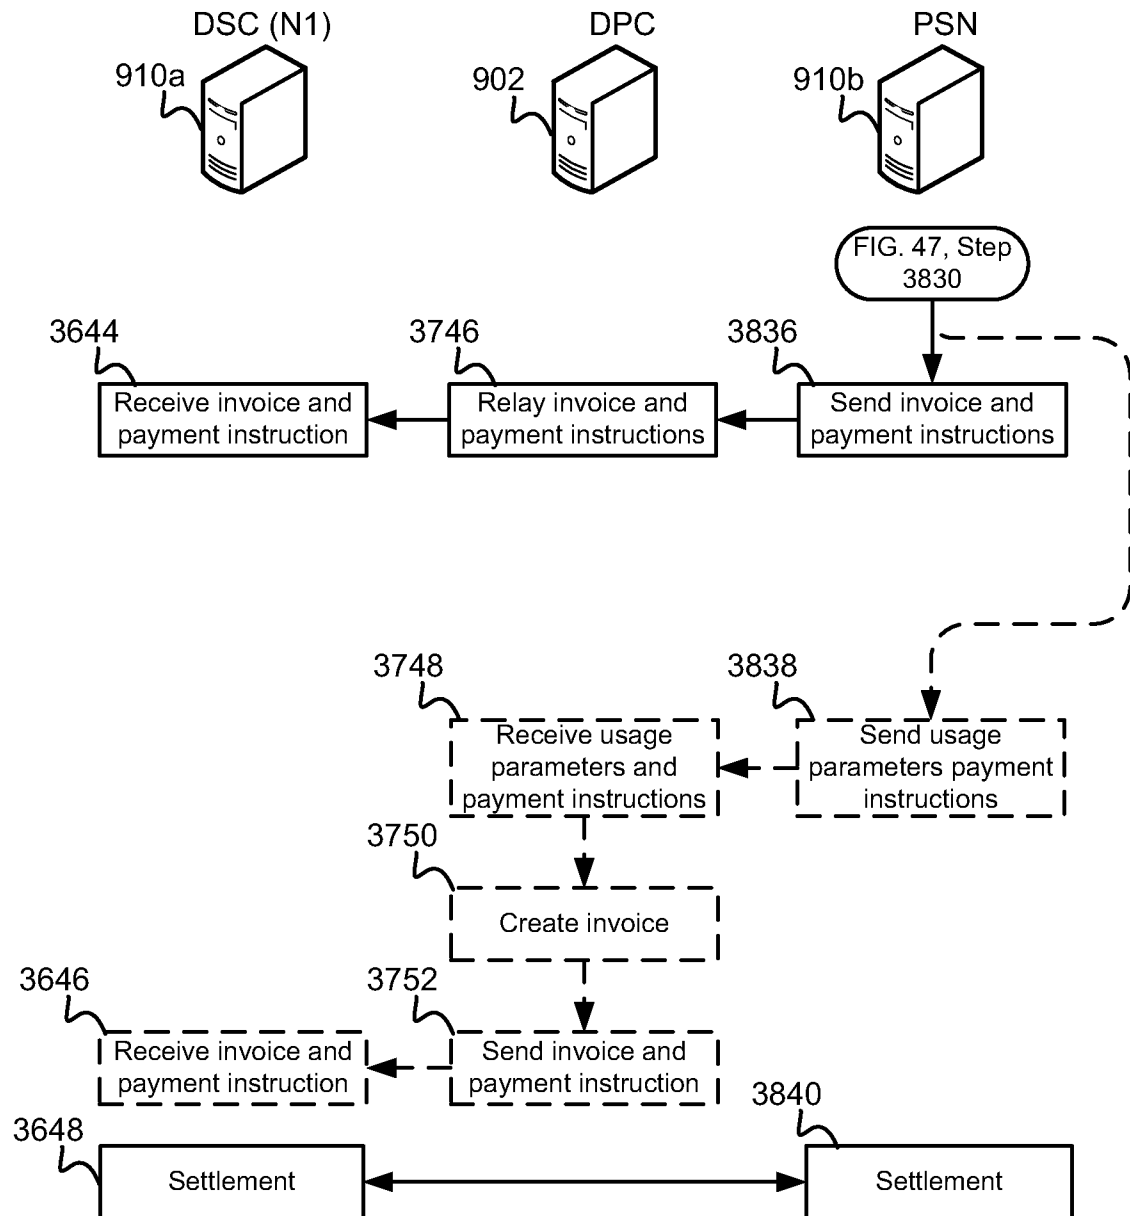 DSC (N1)
DPC
PSN
910a
902
910b
FIG. 47, Step
3830
3644
3746
3836
Receive invoice and
payment instruction
Relay invoice and
payment instructions
Send invoice and
payment instructions
3748
3838
Receive usage
parameters and
payment instructions
Send usage
parameters payment
instructions
3750
Create invoice
3646
3752
Receive invoice and
payment instruction
Send invoice and
payment instruction
3648
3840
Settlement
Settlement